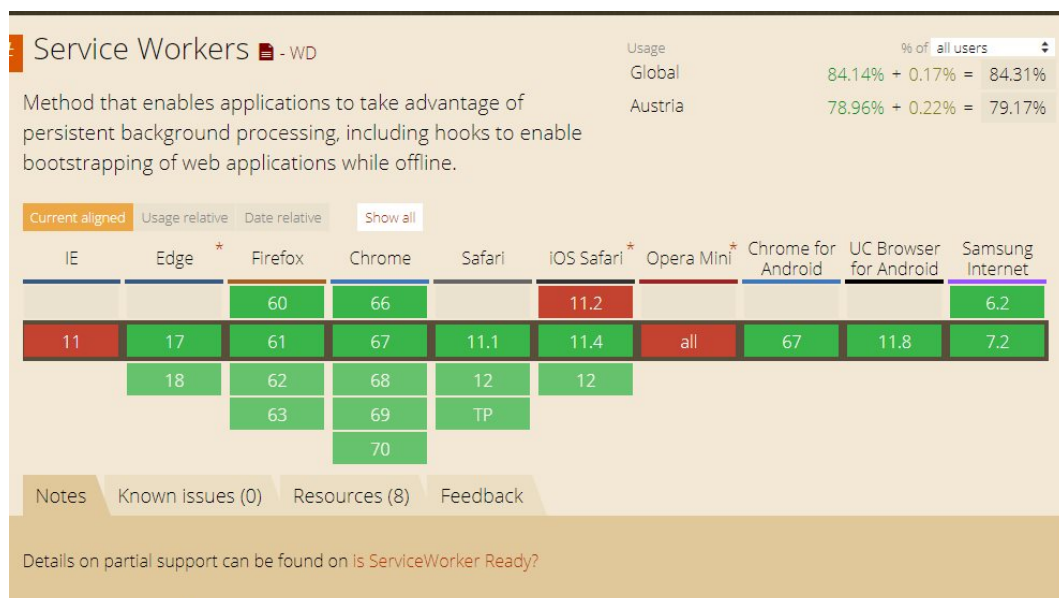 Service Workers - WD
Usage % of all users
Global 84.14% + 0.17% = 84.31%
Austria 78.96% + 0.22% = 79.17%
Method that enables applications to take advantage of
persistent background processing, including hooks to enable
bootstrapping of web applications while offline.
Current aligned Usage relative Date relative Show all
IE Edge * Firefox Chrome Safari iOS Safari * Opera Mini * Chrome for Android UC Browser for Android Samsung Internet
60 66 11.2 6.2
11 17 61 67 11.1 11.4 all 67 11.8 7.2
18 62 68 12 12
63 69 TP
70
Notes Known issues (0) Resources (8) Feedback
Details on partial support can be found on is ServiceWorker Ready?